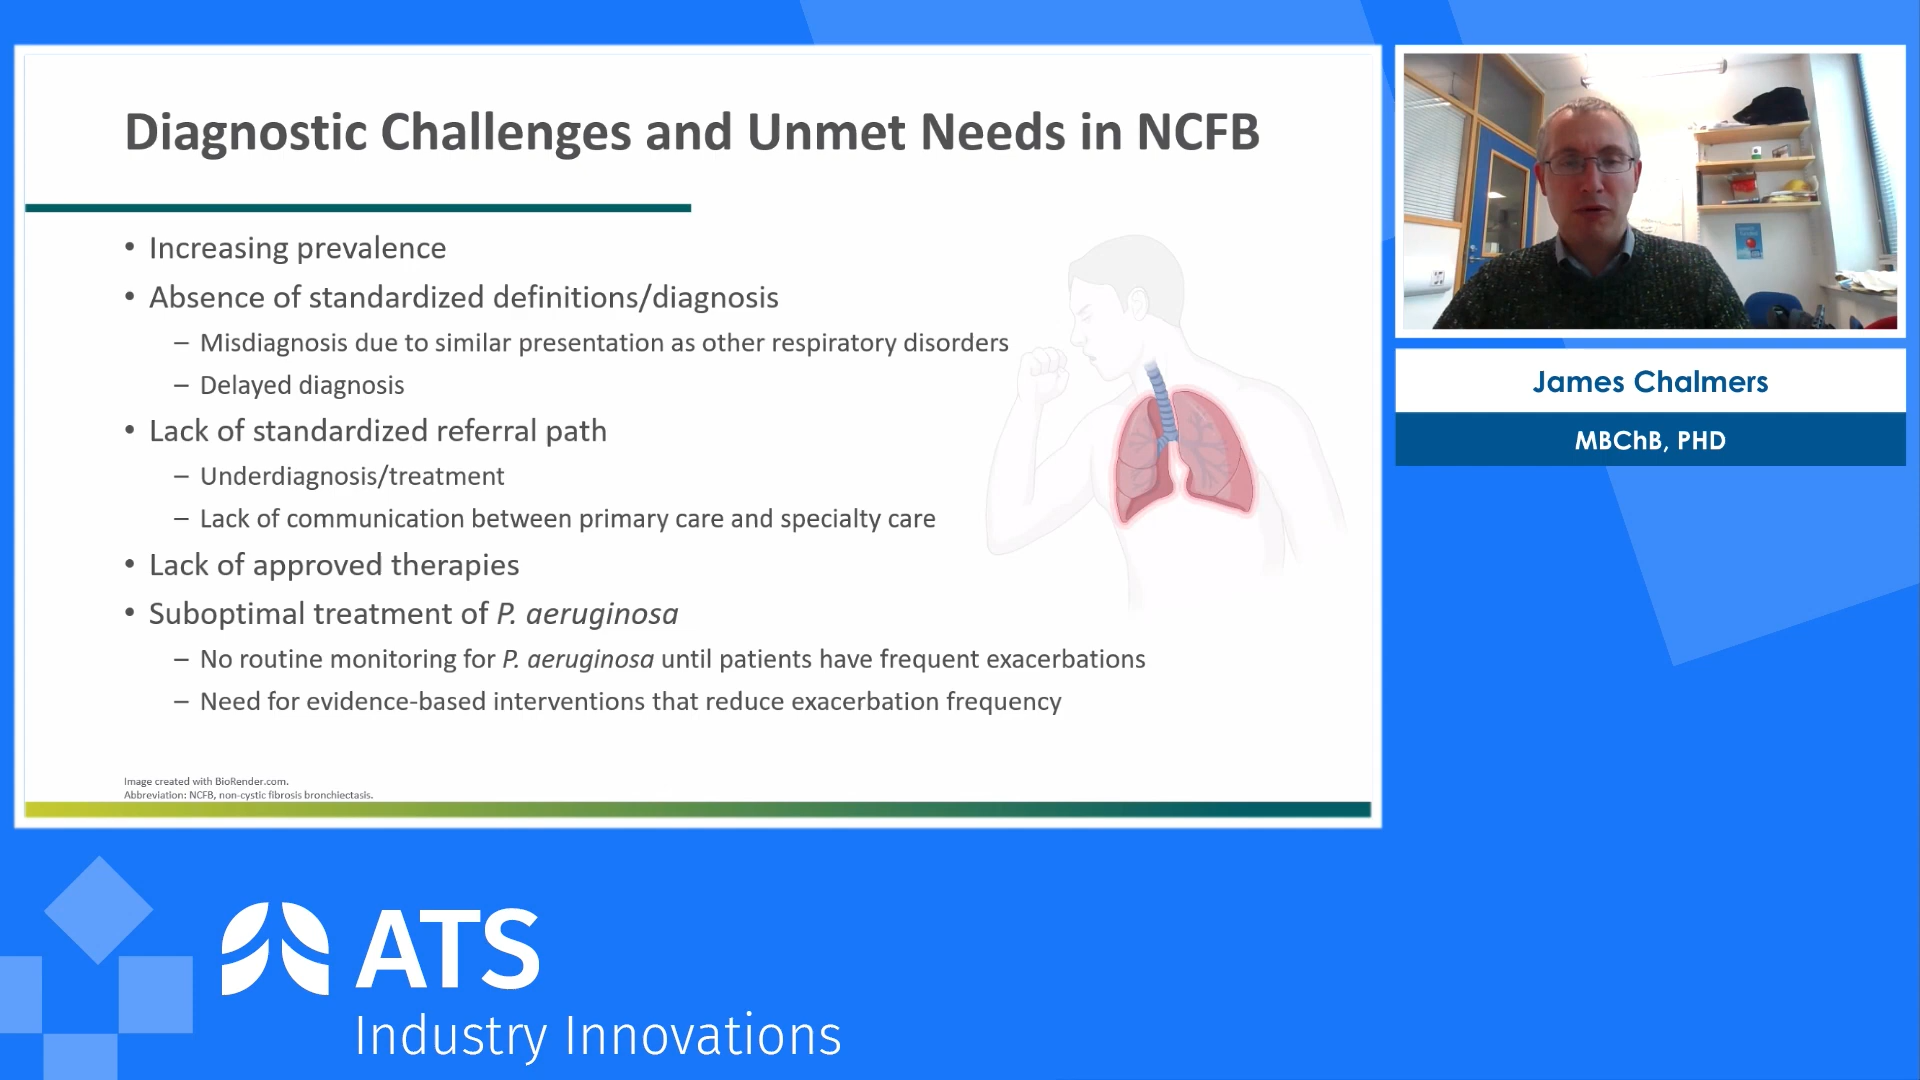 Diagnostic Challenges and Unmet Needs in NCFB
• Increasing prevalence
• Absence of standardized definitions/diagnosis
– Misdiagnosis due to similar presentation as other respiratory disorders
– Delayed diagnosis
• Lack of standardized referral path
– Underdiagnosis/treatment
– Lack of communication between primary care and specialty care
• Lack of approved therapies
• Suboptimal treatment of P. aeruginosa
– No routine monitoring for P. aeruginosa until patients have frequent exacerbations
– Need for evidence-based interventions that reduce exacerbation frequency
Image created with BioRender.com.
Abbreviation: NCFB, non-cystic fibrosis bronchiectasis.
James Chalmers
MBChB, PHD
ATS
Industry Innovations